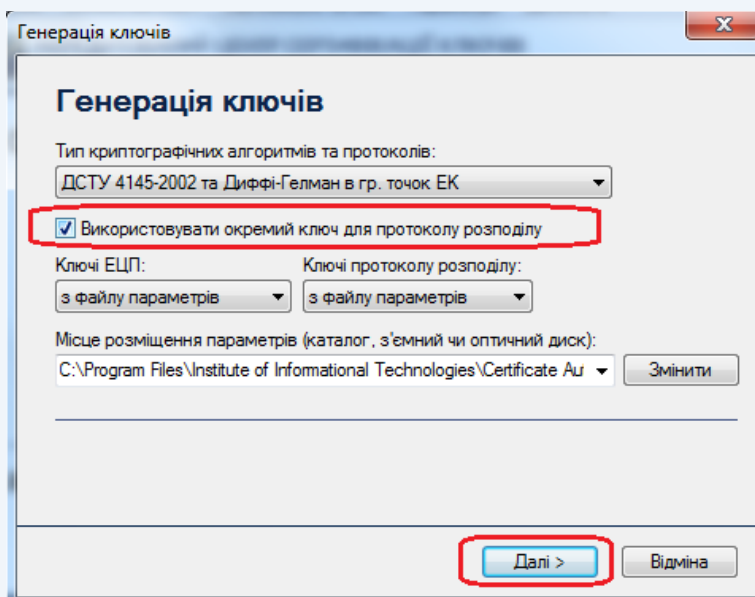 Генерація ключів
Генерація ключів
Тип криптографічних алгоритмів та протоколів:
ДСТУ 4145-2002 та Диффі-Гелман в гр. точок ЕК
Використовувати окремий ключ для протоколу розподілу
Ключі ЕЦП: Ключі протоколу розподілу:
з файлу параметрів з файлу параметрів
Місце розміщення параметрів (каталог, з'ємний чи оптичний диск):
C:\Program Files\Institute of Informational Technologies\Certificate Aut Змінити
Далі > Відміна